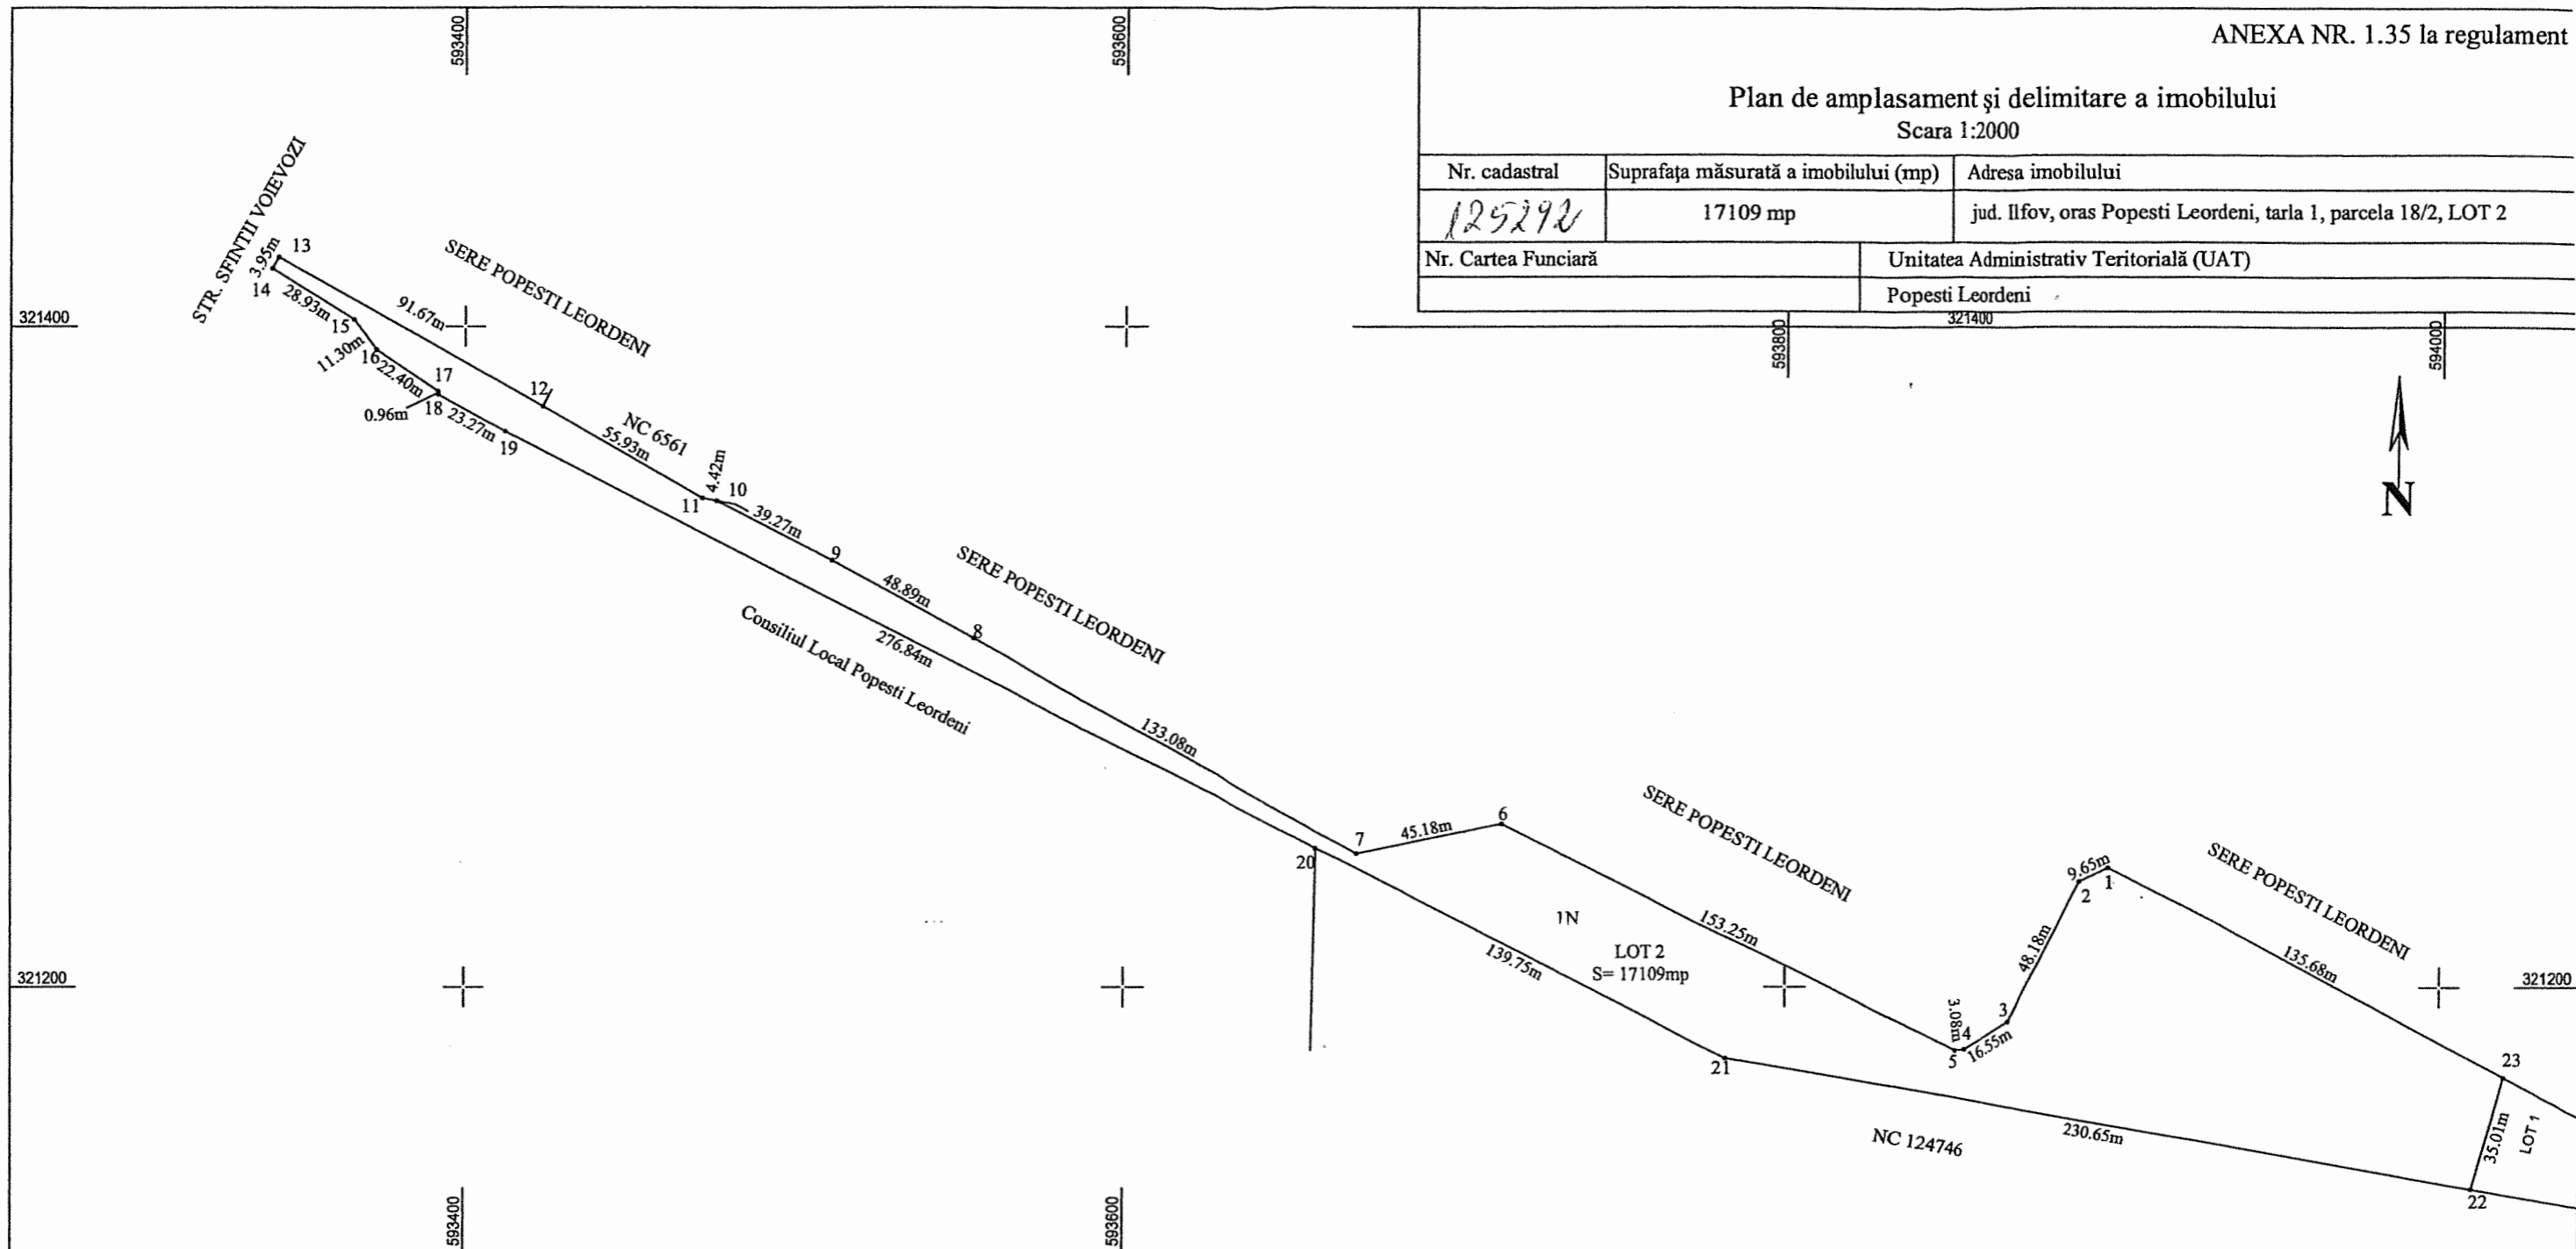 593400
593600
ANEXA NR. 1.35 la regulament
Plan de amplasament şi delimitare a imobilului
Scara 1:2000
Nr. cadastral
Suprafaţa măsurată a imobilului (mp)
Adresa imobilului
125292
17109 mp
jud. Ilfov, oras Popesti Leordeni, tarla 1, parcela 18/2, LOT 2
Nr. Cartea Funciară
Unitatea Administrativ Teritorială (UAT)
Popesti Leordeni
321400
321400
593800
594000
STR. SFINTII VOIEVOZI
3.95m
13
14
28.93m
15
11.30m
16
22.40m
17
0.96m
18
23.27m
19
91.67m
SERE POPESTI LEORDENI
12
NC 6561
55.93m
4.42m
11
10
39.27m
9
48.89m
8
SERE POPESTI LEORDENI
276.84m
Consiliul Local Popesti Leordeni
133.08m
N
20
7
45.18m
6
SERE POPESTI LEORDENI
153.25m
1N
LOT 2
S= 17109mp
139.75m
9.65m
1
2
48.18m
3
3.08m
4
16.55m
5
SERE POPESTI LEORDENI
135.68m
321200
321200
21
23
35.01m
LOT 1
230.65m
NC 124746
22
593400
593600